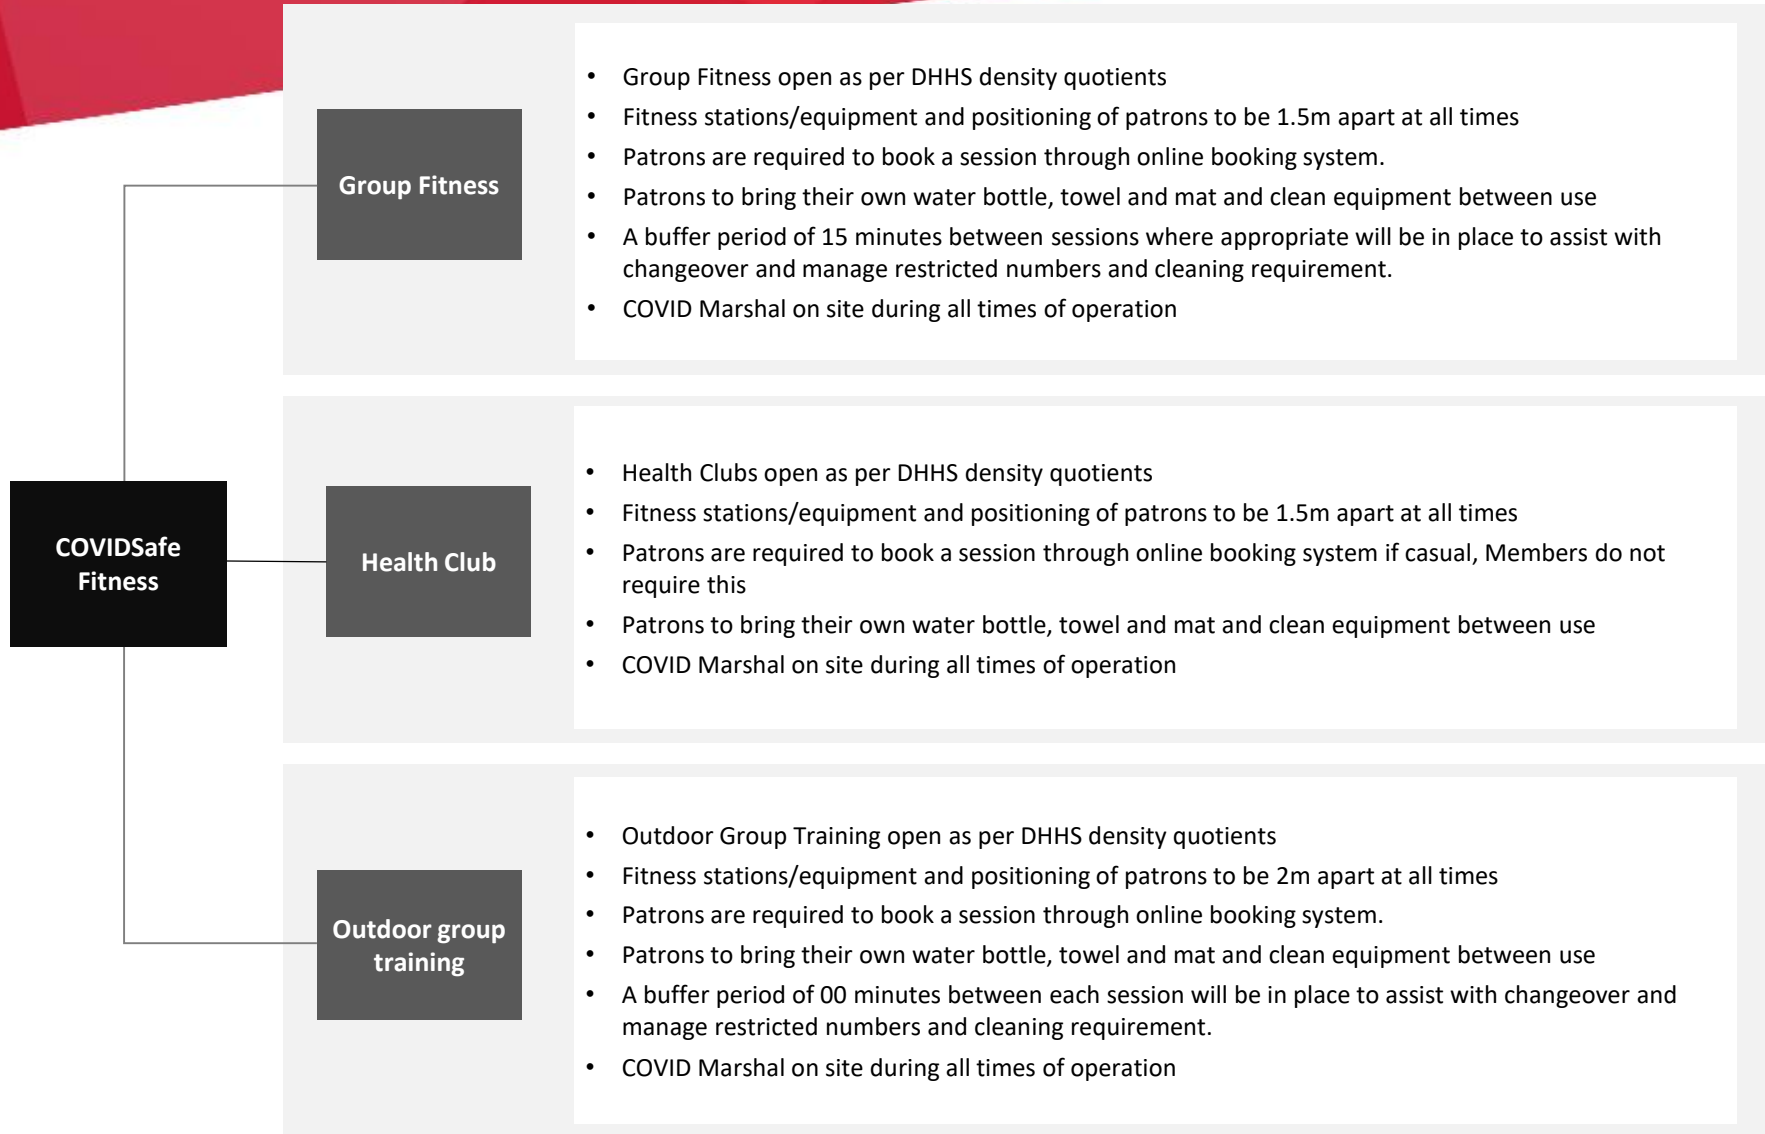 COVIDSafe
Fitness
Group Fitness
• Group Fitness open as per DHHS density quotients
• Fitness stations/equipment and positioning of patrons to be 1.5m apart at all times
• Patrons are required to book a session through online booking system.
• Patrons to bring their own water bottle, towel and mat and clean equipment between use
• A buffer period of 15 minutes between sessions where appropriate will be in place to assist with
changeover and manage restricted numbers and cleaning requirement.
• COVID Marshal on site during all times of operation
Health Club
• Health Clubs open as per DHHS density quotients
• Fitness stations/equipment and positioning of patrons to be 1.5m apart at all times
• Patrons are required to book a session through online booking system if casual, Members do not
require this
• Patrons to bring their own water bottle, towel and mat and clean equipment between use
• COVID Marshal on site during all times of operation
Outdoor group
training
• Outdoor Group Training open as per DHHS density quotients
• Fitness stations/equipment and positioning of patrons to be 2m apart at all times
• Patrons are required to book a session through online booking system.
• Patrons to bring their own water bottle, towel and mat and clean equipment between use
• A buffer period of 00 minutes between each session will be in place to assist with changeover and
manage restricted numbers and cleaning requirement.
• COVID Marshal on site during all times of operation